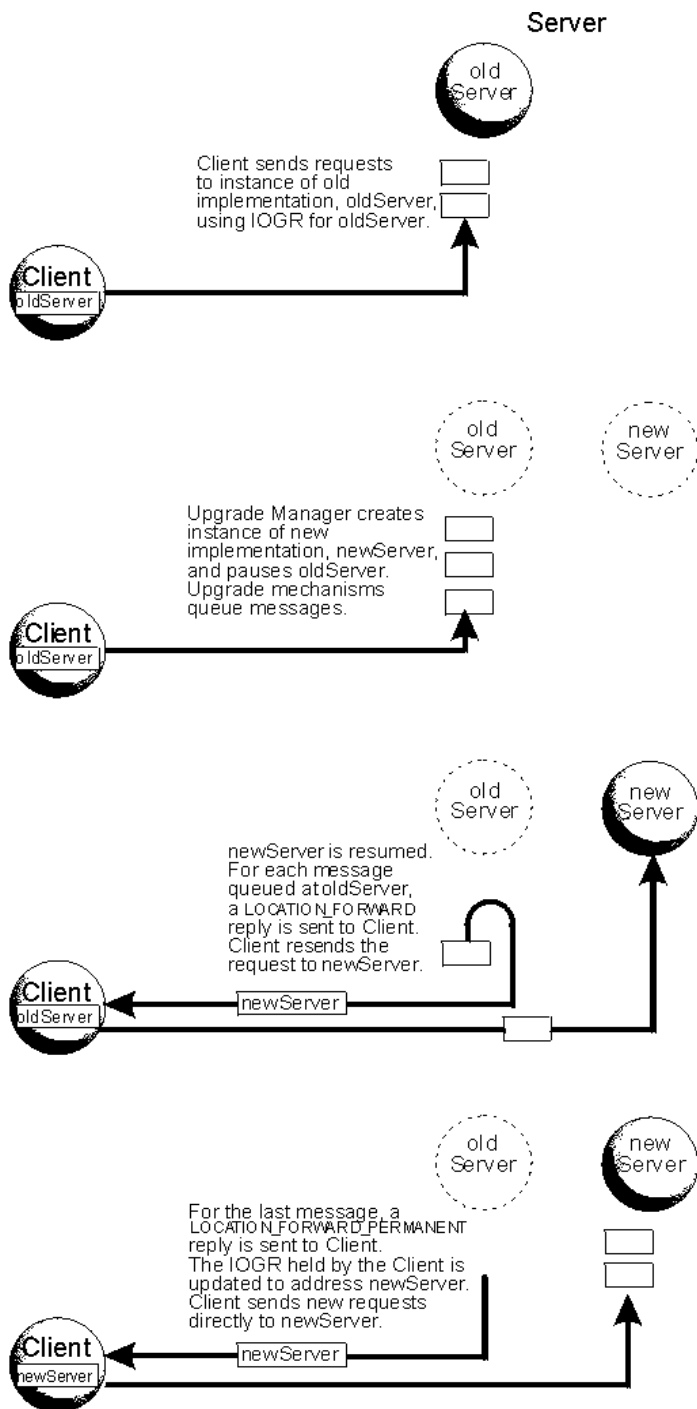 Server
old
Server
Client sends requests
to instance of old
implementation, oldServer,
using IOGR for oldServer.
Client
oldServer
old
Server
new
Server
Upgrade Manager creates
instance of new
implementation, newServer,
and pauses oldServer.
Upgrade mechanisms
queue messages.
Client
oldServer
old
Server
new
Server
newServer is resumed.
For each message
queued at oldServer,
a LOCATION_FORWARD
reply is sent to Client.
Client resends the
request to newServer.
Client
oldServer
newServer
old
Server
new
Server
For the last message, a
LOCATION_FORWARD_PERMANENT
reply is sent to Client.
The IOGR held by the Client is
updated to address newServer.
Client sends new requests
directly to newServer.
Client
newServer
newServer